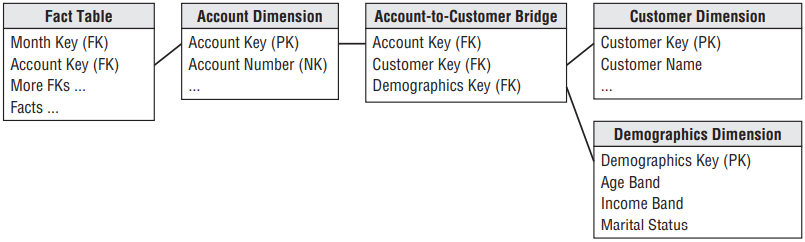 Fact Table
Month Key (FK)
Account Key (FK)
More FKs ...
Facts ...
Account Dimension
Account Key (PK)
Account Number (NK)
...
Account-to-Customer Bridge
Account Key (FK)
Customer Key (FK)
Demographics Key (FK)
Customer Dimension
Customer Key (PK)
Customer Name
...
Demographics Dimension
Demographics Key (PK)
Age Band
Income Band
Marital Status